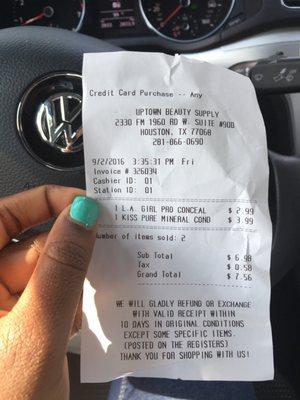 Credit Card Purchase -- Any
UPTOWN BEAUTY SUPPLY
2330 FM 1960 RD W. SUITE #900
HOUSTON, TX 77068
281-866-0690
9/2/2016 3:35:31 PM Fri
Invoice # 326034
Cashier ID: 01
Station ID: 01
1 L.A. GIRL PRO CONCEAL $ 2.99
1 KISS PURE MINERAL COND $ 3.99
Number of items sold: 2
Sub Total $ 6.98
Tax $ 0.58
Grand Total $ 7.56
WE WILL GLADLY REFUND OR EXCHANGE
WITH VALID RECEIPT WITHIN
10 DAYS IN ORIGINAL CONDITIONS
EXCEPT SOME SPECIFIC ITEMS.
(POSTED ON THE REGISTERS)
THANK YOU FOR SHOPPING WITH US!